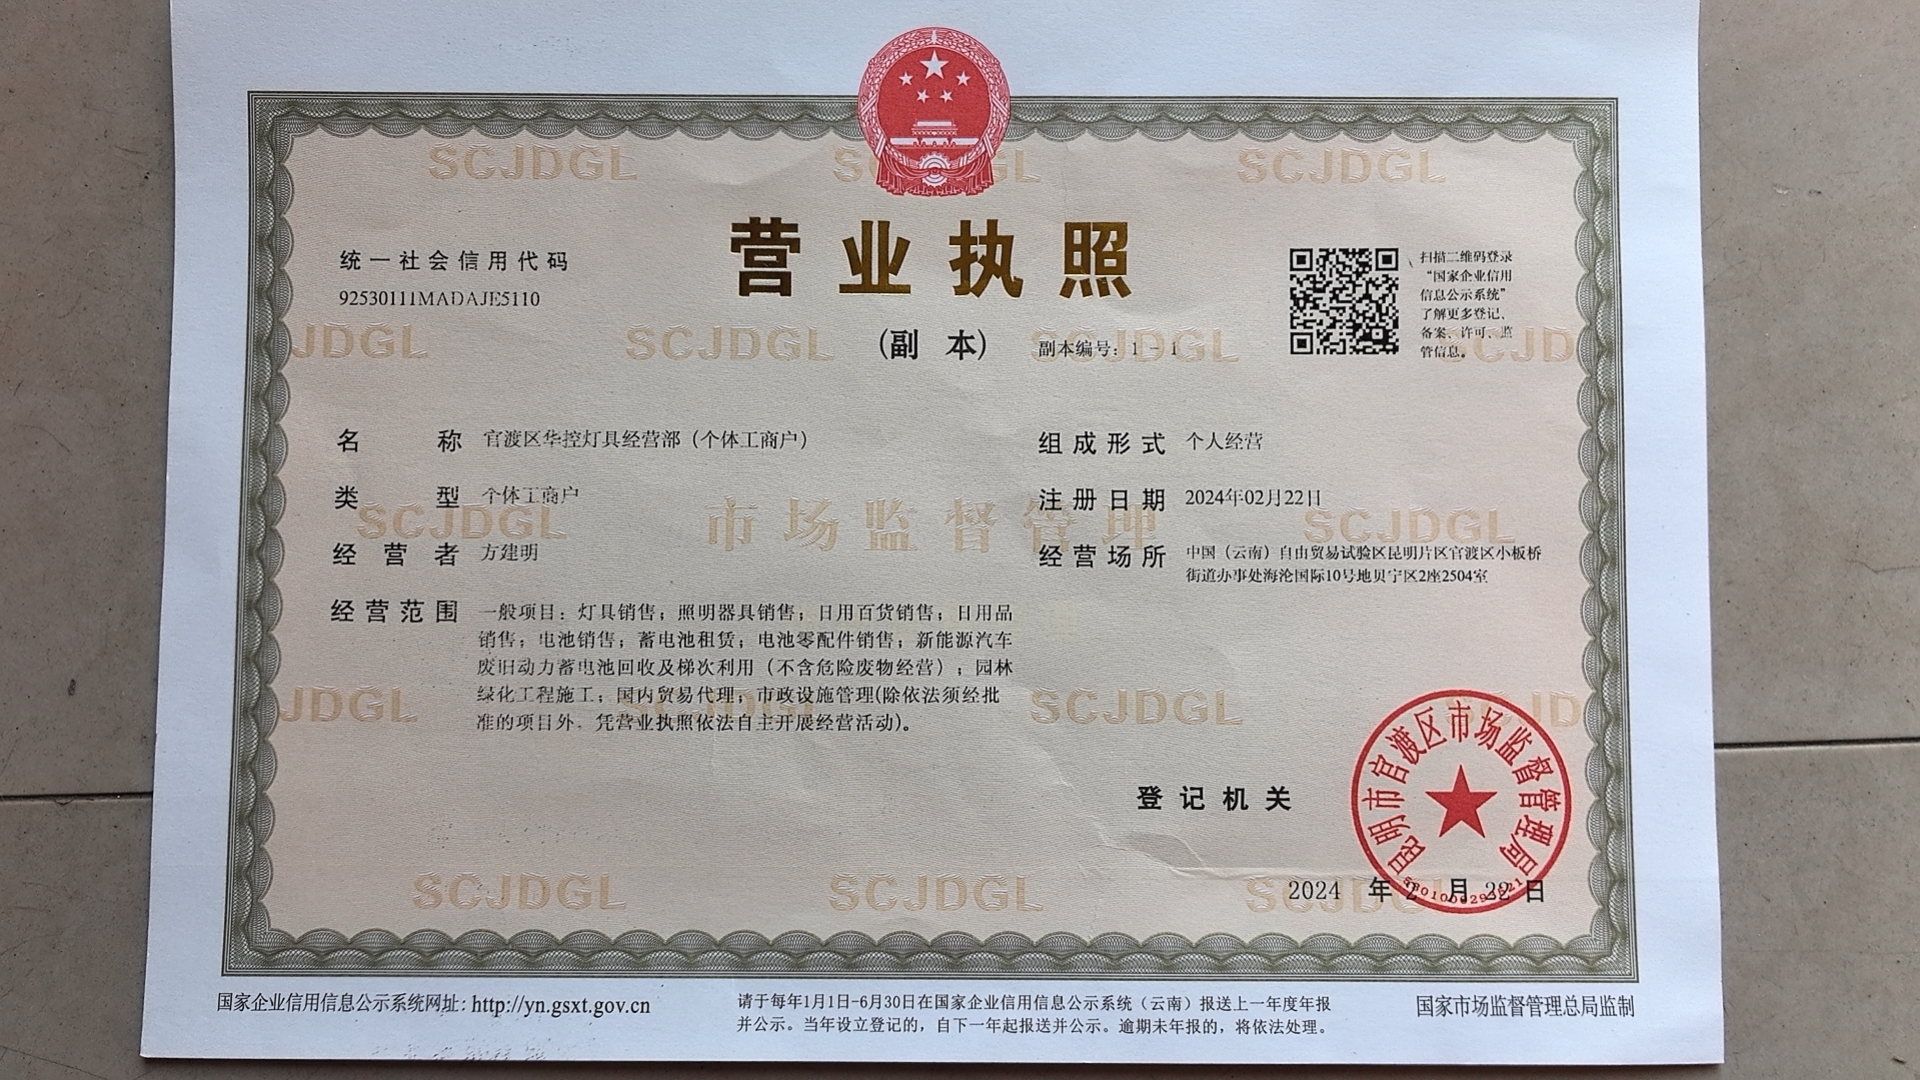 营业执照
(副 本)
副本编号：1 - 1
统一社会信用代码
92530111MADAJE5110
扫描二维码登录
“国家企业信用
信息公示系统”
了解更多登记、
备案、许可、监
管信息。
名 称 官渡区华控灯具经营部（个体工商户）
类 型 个体工商户
经 营 者 方建明
经营范围 一般项目：灯具销售；照明器具销售；日用百货销售；日用品
销售；电池销售；蓄电池租赁；电池零配件销售；新能源汽车
废旧动力蓄电池回收及梯次利用（不含危险废物经营）；园林
绿化工程施工；国内贸易代理；市政设施管理(除依法须经批
准的项目外，凭营业执照依法自主开展经营活动)。
组成形式 个人经营
注册日期 2024年02月22日
经营场所 中国（云南）自由贸易试验区昆明片区官渡区小板桥
街道办事处海沦国际10号地贝宁区2座2504室
登记机关
昆明市官渡区市场监督管理局
2024 年 2 月 22 日
SCJDGL
市场监督管理
国家企业信用信息公示系统网址：http://yn.gsxt.gov.cn
请于每年1月1日-6月30日在国家企业信用信息公示系统（云南）报送上一年度年报
并公示。当年设立登记的，自下一年起报送并公示。逾期未年报的，将依法处理。
国家市场监督管理总局监制